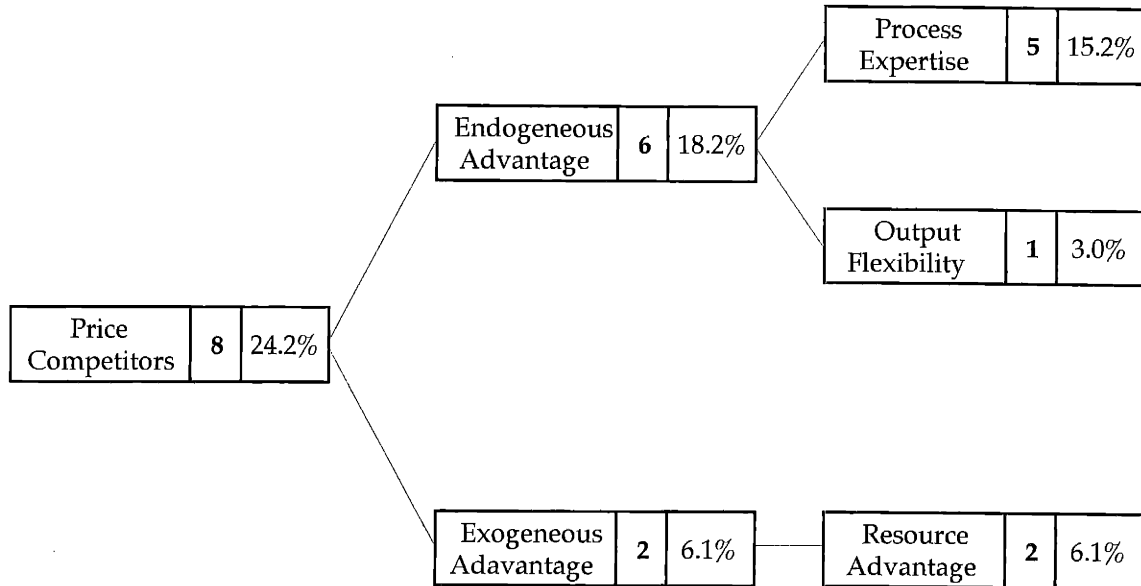 Process
Expertise
5
15.2%
Endogeneous
Advantage
6
18.2%
Output
Flexibility
1
3.0%
Price
Competitors
8
24.2%
Exogeneous
Adavantage
2
6.1%
Resource
Advantage
2
6.1%